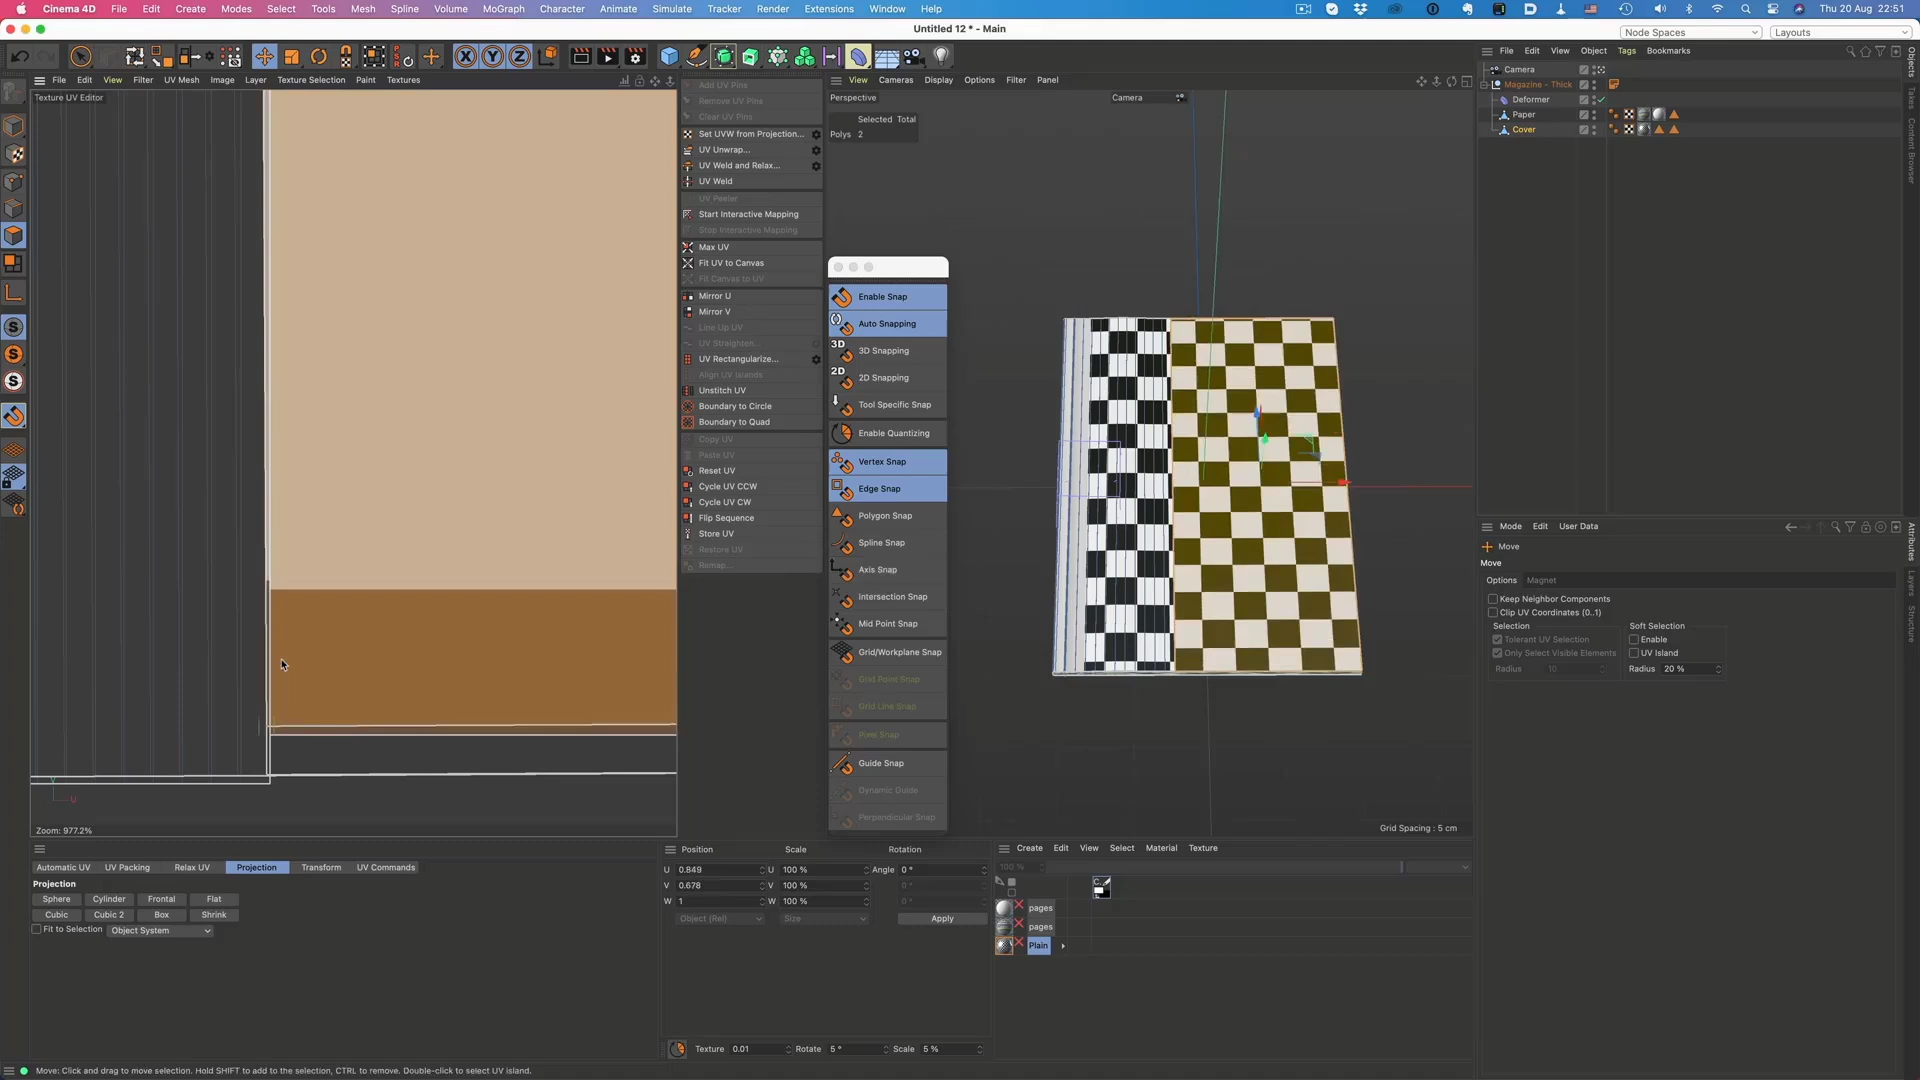 Cinema 4D File Edit Create Modes Select Tools Mesh Spline Volume MoGraph Character Animate Simulate Tracker Render Extensions Window Help Thu 20 Aug 22:51
Untitled 12 * - Main
Node Spaces Layouts
File Edit View Filter UV Mesh Image Layer Texture Selection Paint Textures
Texture UV Editor
Zoom: 977.2%
Add UV Pins
Remove UV Pins
Clear UV Pins
Set UVW from Projection...
UV Unwrap...
UV Weld and Relax...
UV Weld
UV Peeler
Start Interactive Mapping
Stop Interactive Mapping
Max UV
Fit UV to Canvas
Fit Canvas to UV
Mirror U
Mirror V
Line Up UV
UV Straighten...
UV Rectangularize...
Align UV Islands
Unstitch UV
Boundary to Circle
Boundary to Quad
Copy UV
Paste UV
Reset UV
Cycle UV CCW
Cycle UV CW
Flip Sequence
Store UV
Restore UV
Remap...
View Cameras Display Options Filter Panel
Perspective
Camera
Selected Total
Polys 2
Enable Snap
Auto Snapping
3D 3D Snapping
2D 2D Snapping
Tool Specific Snap
Enable Quantizing
Vertex Snap
Edge Snap
Polygon Snap
Spline Snap
Axis Snap
Intersection Snap
Mid Point Snap
Grid/Workplane Snap
Grid Point Snap
Grid Line Snap
Pixel Snap
Guide Snap
Dynamic Guide
Perpendicular Snap
Grid Spacing : 5 cm
File Edit View Object Tags Bookmarks
Camera
Magazine - Thick
Deformer
Paper
Cover
Objects
Takes
Content Browser
Mode Edit User Data
Move
Move
Options Magnet
Keep Neighbor Components
Clip UV Coordinates (0..1)
Selection
Tolerant UV Selection
Only Select Visible Elements
Radius 10
Soft Selection
Enable
UV Island
Radius 20 %
Attributes
Layers
Structure
Automatic UV UV Packing Relax UV Projection Transform UV Commands
Projection
Sphere Cylinder Frontal Flat
Cubic Cubic 2 Box Shrink
Fit to Selection Object System
Position Scale Rotation
U 0.849 U 100 % Angle 0 °
V 0.678 V 100 % 0 °
W 1 W 100 % 0 °
Object (Rel) Size Apply
Texture 0.01 Rotate 5 ° Scale 5 %
Create Edit View Select Material Texture
100 %
C
pages
pages
Plain
Move: Click and drag to move selection. Hold SHIFT to add to the selection, CTRL to remove. Double-click to select UV island.